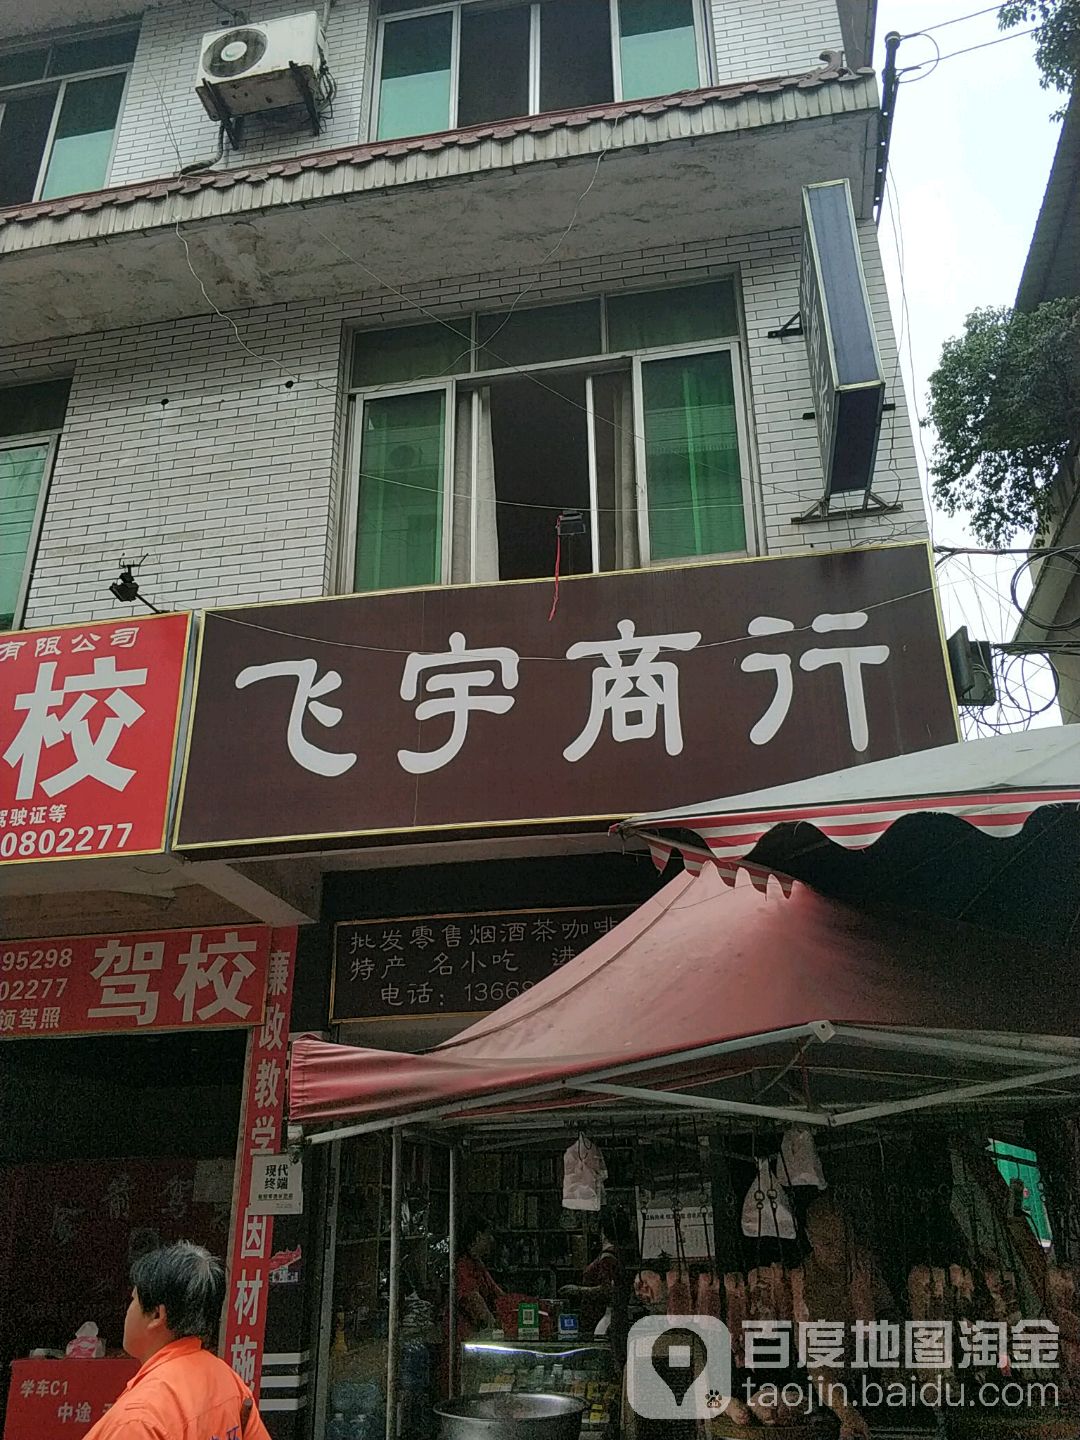 有限公司
校
驾驶证等
0802277
飞宇商行
批发零售烟酒茶咖啡
特产 名小吃 进
电话：13668
95298
02277
领驾照
驾校
廉政教学
因材施
现代
终端
学车C1
中途
百度地图淘金
taojin.baidu.com